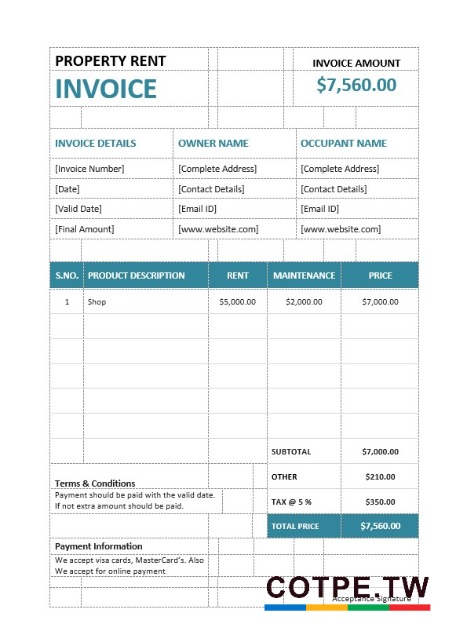 PROPERTY RENT
INVOICE AMOUNT
INVOICE
$7,560.00
INVOICE DETAILS OWNER NAME OCCUPANT NAME
[Invoice Number] [Complete Address] [Complete Address]
[Date] [Contact Details] [Contact Details]
[Valid Date] [Email ID] [Email ID]
[Final Amount] [www.website.com] [www.website.com]
S.NO. PRODUCT DESCRIPTION RENT MAINTENANCE PRICE
1 Shop $5,000.00 $2,000.00 $7,000.00
SUBTOTAL $7,000.00
OTHER $210.00
Terms & Conditions
Payment should be paid with the valid date.
If not extra amount should be paid.
TAX @ 5 % $350.00
TOTAL PRICE $7,560.00
Payment Information
We accept visa cards, MasterCard's. Also
We accept for online payment
COTPE.TW
Acceptance Signature